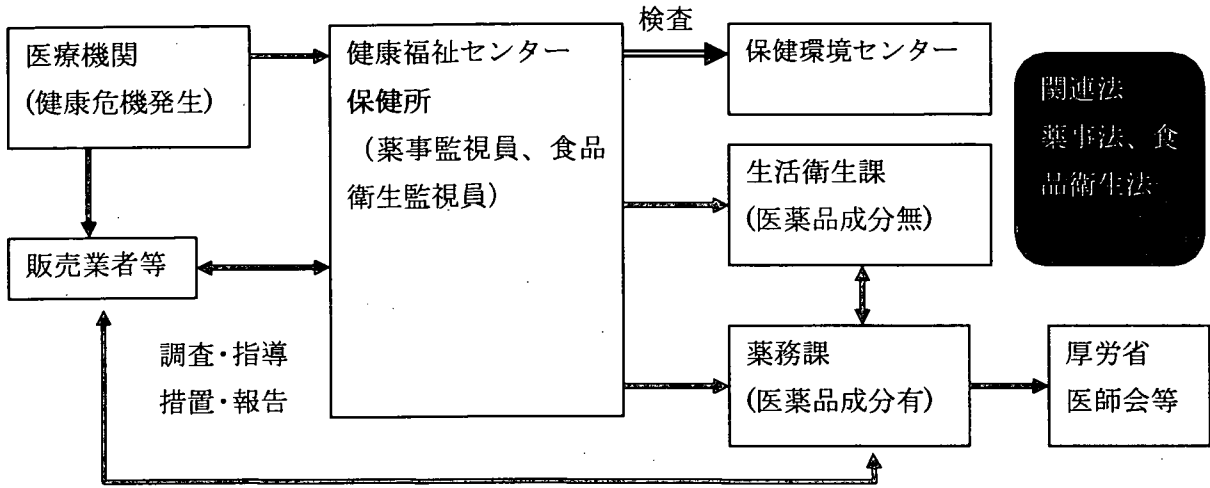 医療機関
(健康危機発生)
健康福祉センター
保健所
(薬事監視員、食品
衛生監視員)
検査
保健環境センター
関連法
薬事法、食
品衛生法
生活衛生課
(医薬品成分無)
販売業者等
調査・指導
措置・報告
薬務課
(医薬品成分有)
厚労省
医師会等